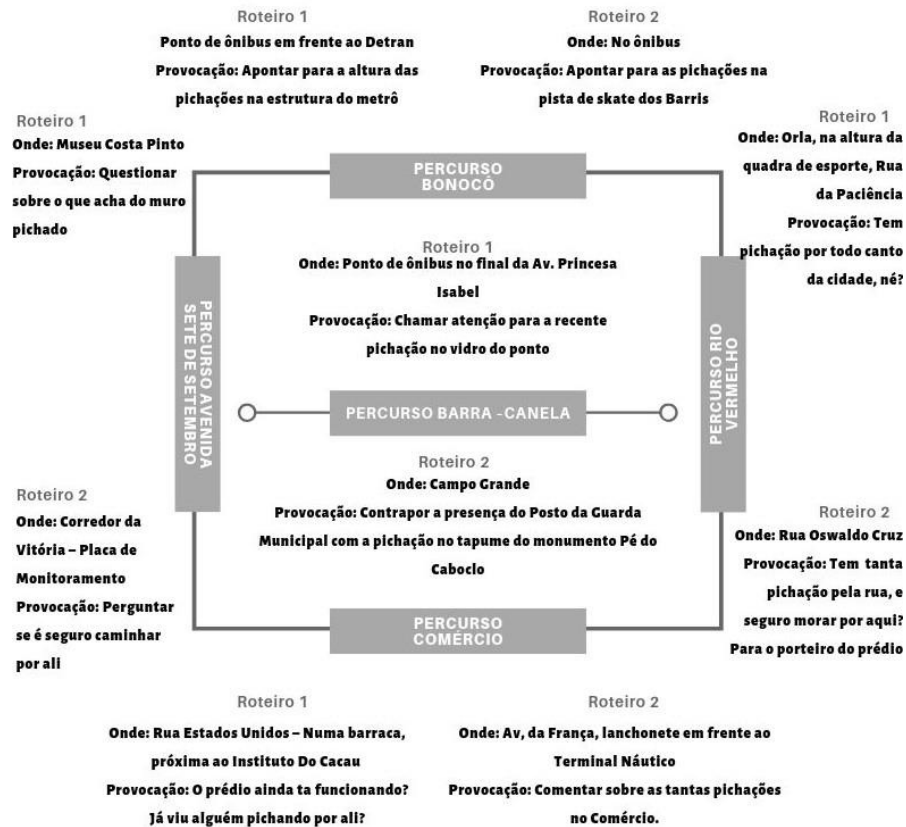 Roteiro 1
Ponto de ônibus em frente ao Detran
Provocação: Apontar para a altura das
pichações na estrutura do metrô
Roteiro 2
Onde: No ônibus
Provocação: Apontar para as pichações na
pista de skate dos Barris
Roteiro 1
Onde: Museu Costa Pinto
Provocação: Questionar
sobre o que acha do muro
pichado
PERCURSO
BONOCÔ
Roteiro 1
Onde: Orla, na altura da
quadra de esporte, Rua
da Paciência
Provocação: Tem
pichação por todo canto
da cidade, né?
Roteiro 1
Onde: Ponto de ônibus no final da Av. Princesa
Isabel
Provocação: Chamar atenção para a recente
pichação no vidro do ponto
PERCURSO AVENIDA
SETE DE SETEMBRO
PERCURSO BARRA -CANELA
PERCURSO RIO
VERMELHO
Roteiro 2
Onde: Campo Grande
Provocação: Contrapor a presença do Posto da Guarda
Municipal com a pichação no tapume do monumento Pé do
Caboclo
Roteiro 2
Onde: Corredor da
Vitória – Placa de
Monitoramento
Provocação: Perguntar
se é seguro caminhar
por ali
Roteiro 2
Onde: Rua Oswaldo Cruz
Provocação: Tem tanta
pichação pela rua, e
seguro morar por aqui?
Para o porteiro do prédio
PERCURSO
COMÉRCIO
Roteiro 1
Onde: Rua Estados Unidos – Numa barraca,
próxima ao Instituto Do Cacau
Provocação: O prédio ainda ta funcionando?
Já viu alguém pichando por ali?
Roteiro 2
Onde: Av, da França, lanchonete em frente ao
Terminal Náutico
Provocação: Comentar sobre as tantas pichações
no Comércio.